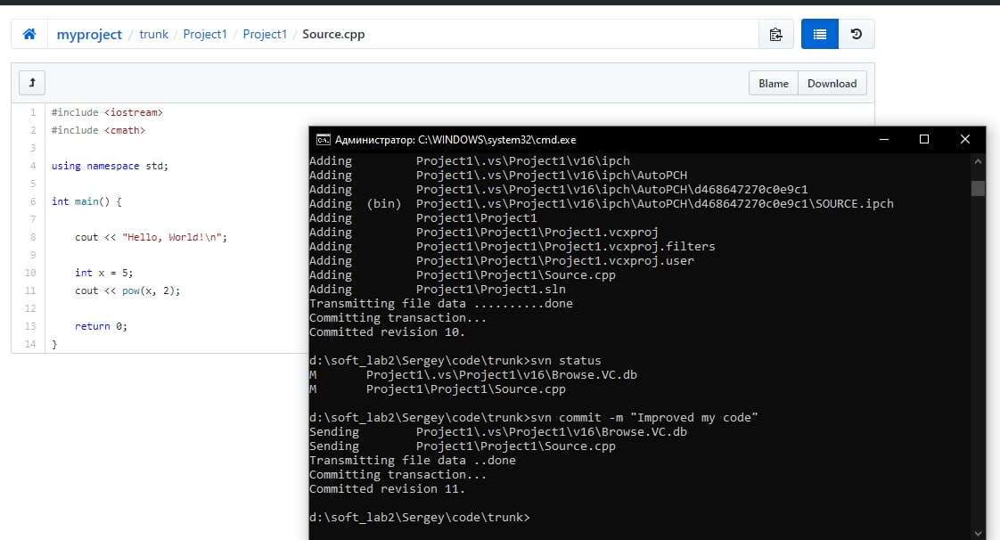 myproject / trunk / Project1 / Project1 / Source.cpp
Blame Download
1 #include <iostream>
2 #include <cmath>
3
4 using namespace std;
5
6 int main() {
7
8 cout << "Hello, World!\n";
9
10 int x = 5;
11 cout << pow(x, 2);
12
13 return 0;
14 }
Администратор: C:\WINDOWS\system32\cmd.exe
Adding Project1\.vs\Project1\v16\ipch
Adding Project1\.vs\Project1\v16\ipch\AutoPCH
Adding Project1\.vs\Project1\v16\ipch\AutoPCH\d468647270c0e9c1
Adding (bin) Project1\.vs\Project1\v16\ipch\AutoPCH\d468647270c0e9c1\SOURCE.ipch
Adding Project1\Project1
Adding Project1\Project1\Project1.vcxproj
Adding Project1\Project1\Project1.vcxproj.filters
Adding Project1\Project1\Project1.vcxproj.user
Adding Project1\Project1\Source.cpp
Adding Project1\Project1.sln
Transmitting file data ..........done
Committing transaction...
Committed revision 10.
d:\soft_lab2\Sergey\code\trunk>svn status
M Project1\.vs\Project1\v16\Browse.VC.db
M Project1\Project1\Source.cpp
d:\soft_lab2\Sergey\code\trunk>svn commit -m "Improved my code"
Sending Project1\.vs\Project1\v16\Browse.VC.db
Sending Project1\Project1\Source.cpp
Transmitting file data ..done
Committing transaction...
Committed revision 11.
d:\soft_lab2\Sergey\code\trunk>